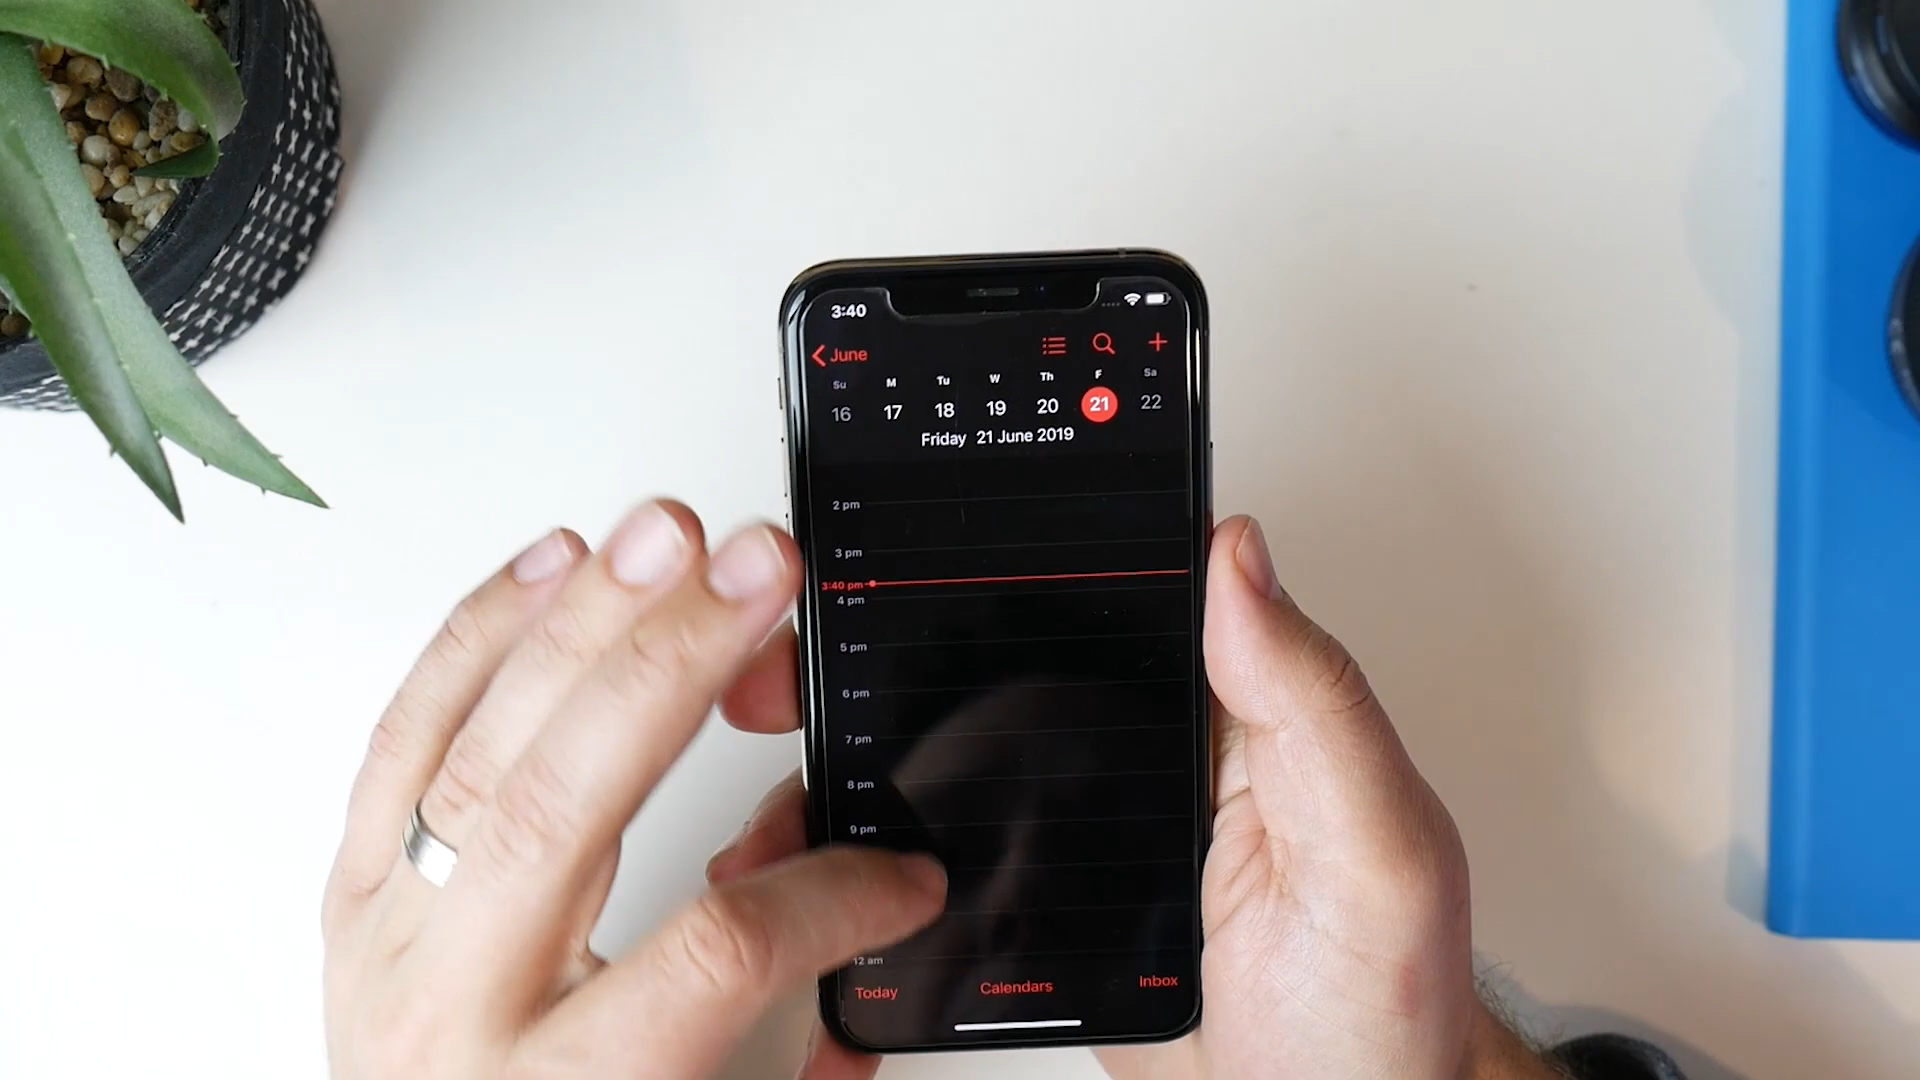 3:40
June
Su M Tu W Th F Sa
16 17 18 19 20 21 22
Friday 21 June 2019
2 pm
3 pm
3:40 pm
4 pm
5 pm
6 pm
7 pm
8 pm
9 pm
12 am
Today Calendars Inbox